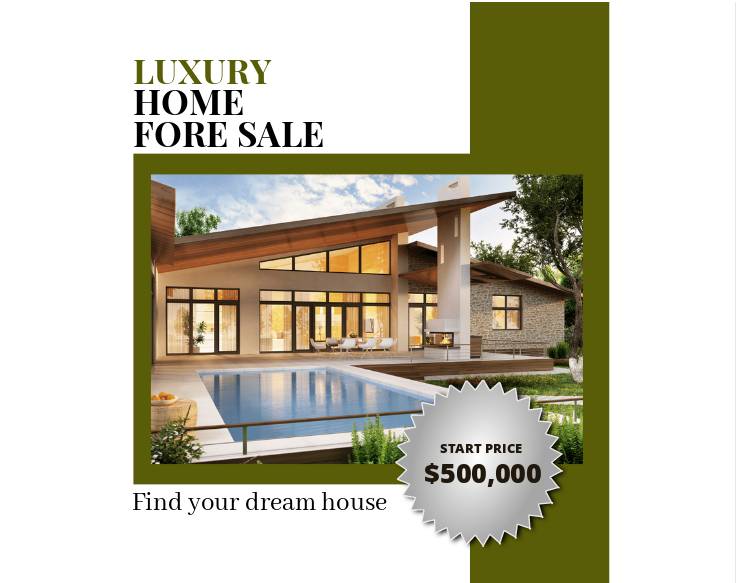 LUXURY
HOME
FORE SALE
START PRICE
$500,000
Find your dream house